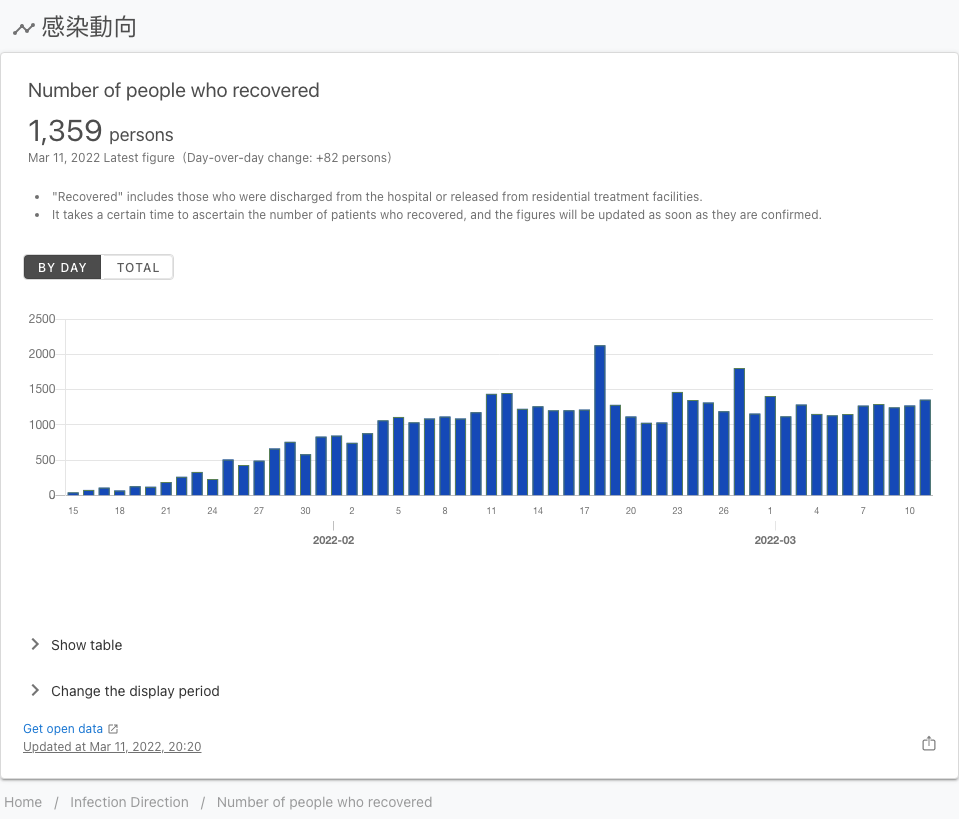 感染動向
Number of people who recovered
1,359 persons
Mar 11, 2022 Latest figure (Day-over-day change: +82 persons)
• "Recovered" includes those who were discharged from the hospital or released from residential treatment facilities.
• It takes a certain time to ascertain the number of patients who recovered, and the figures will be updated as soon as they are confirmed.
BY DAY TOTAL
2500
2000
1500
1000
500
0
15 18 21 24 27 30 2 5 8 11 14 17 20 23 26 1 4 7 10
2022-02 2022-03
Show table
Change the display period
Get open data
Updated at Mar 11, 2022, 20:20
Home / Infection Direction / Number of people who recovered